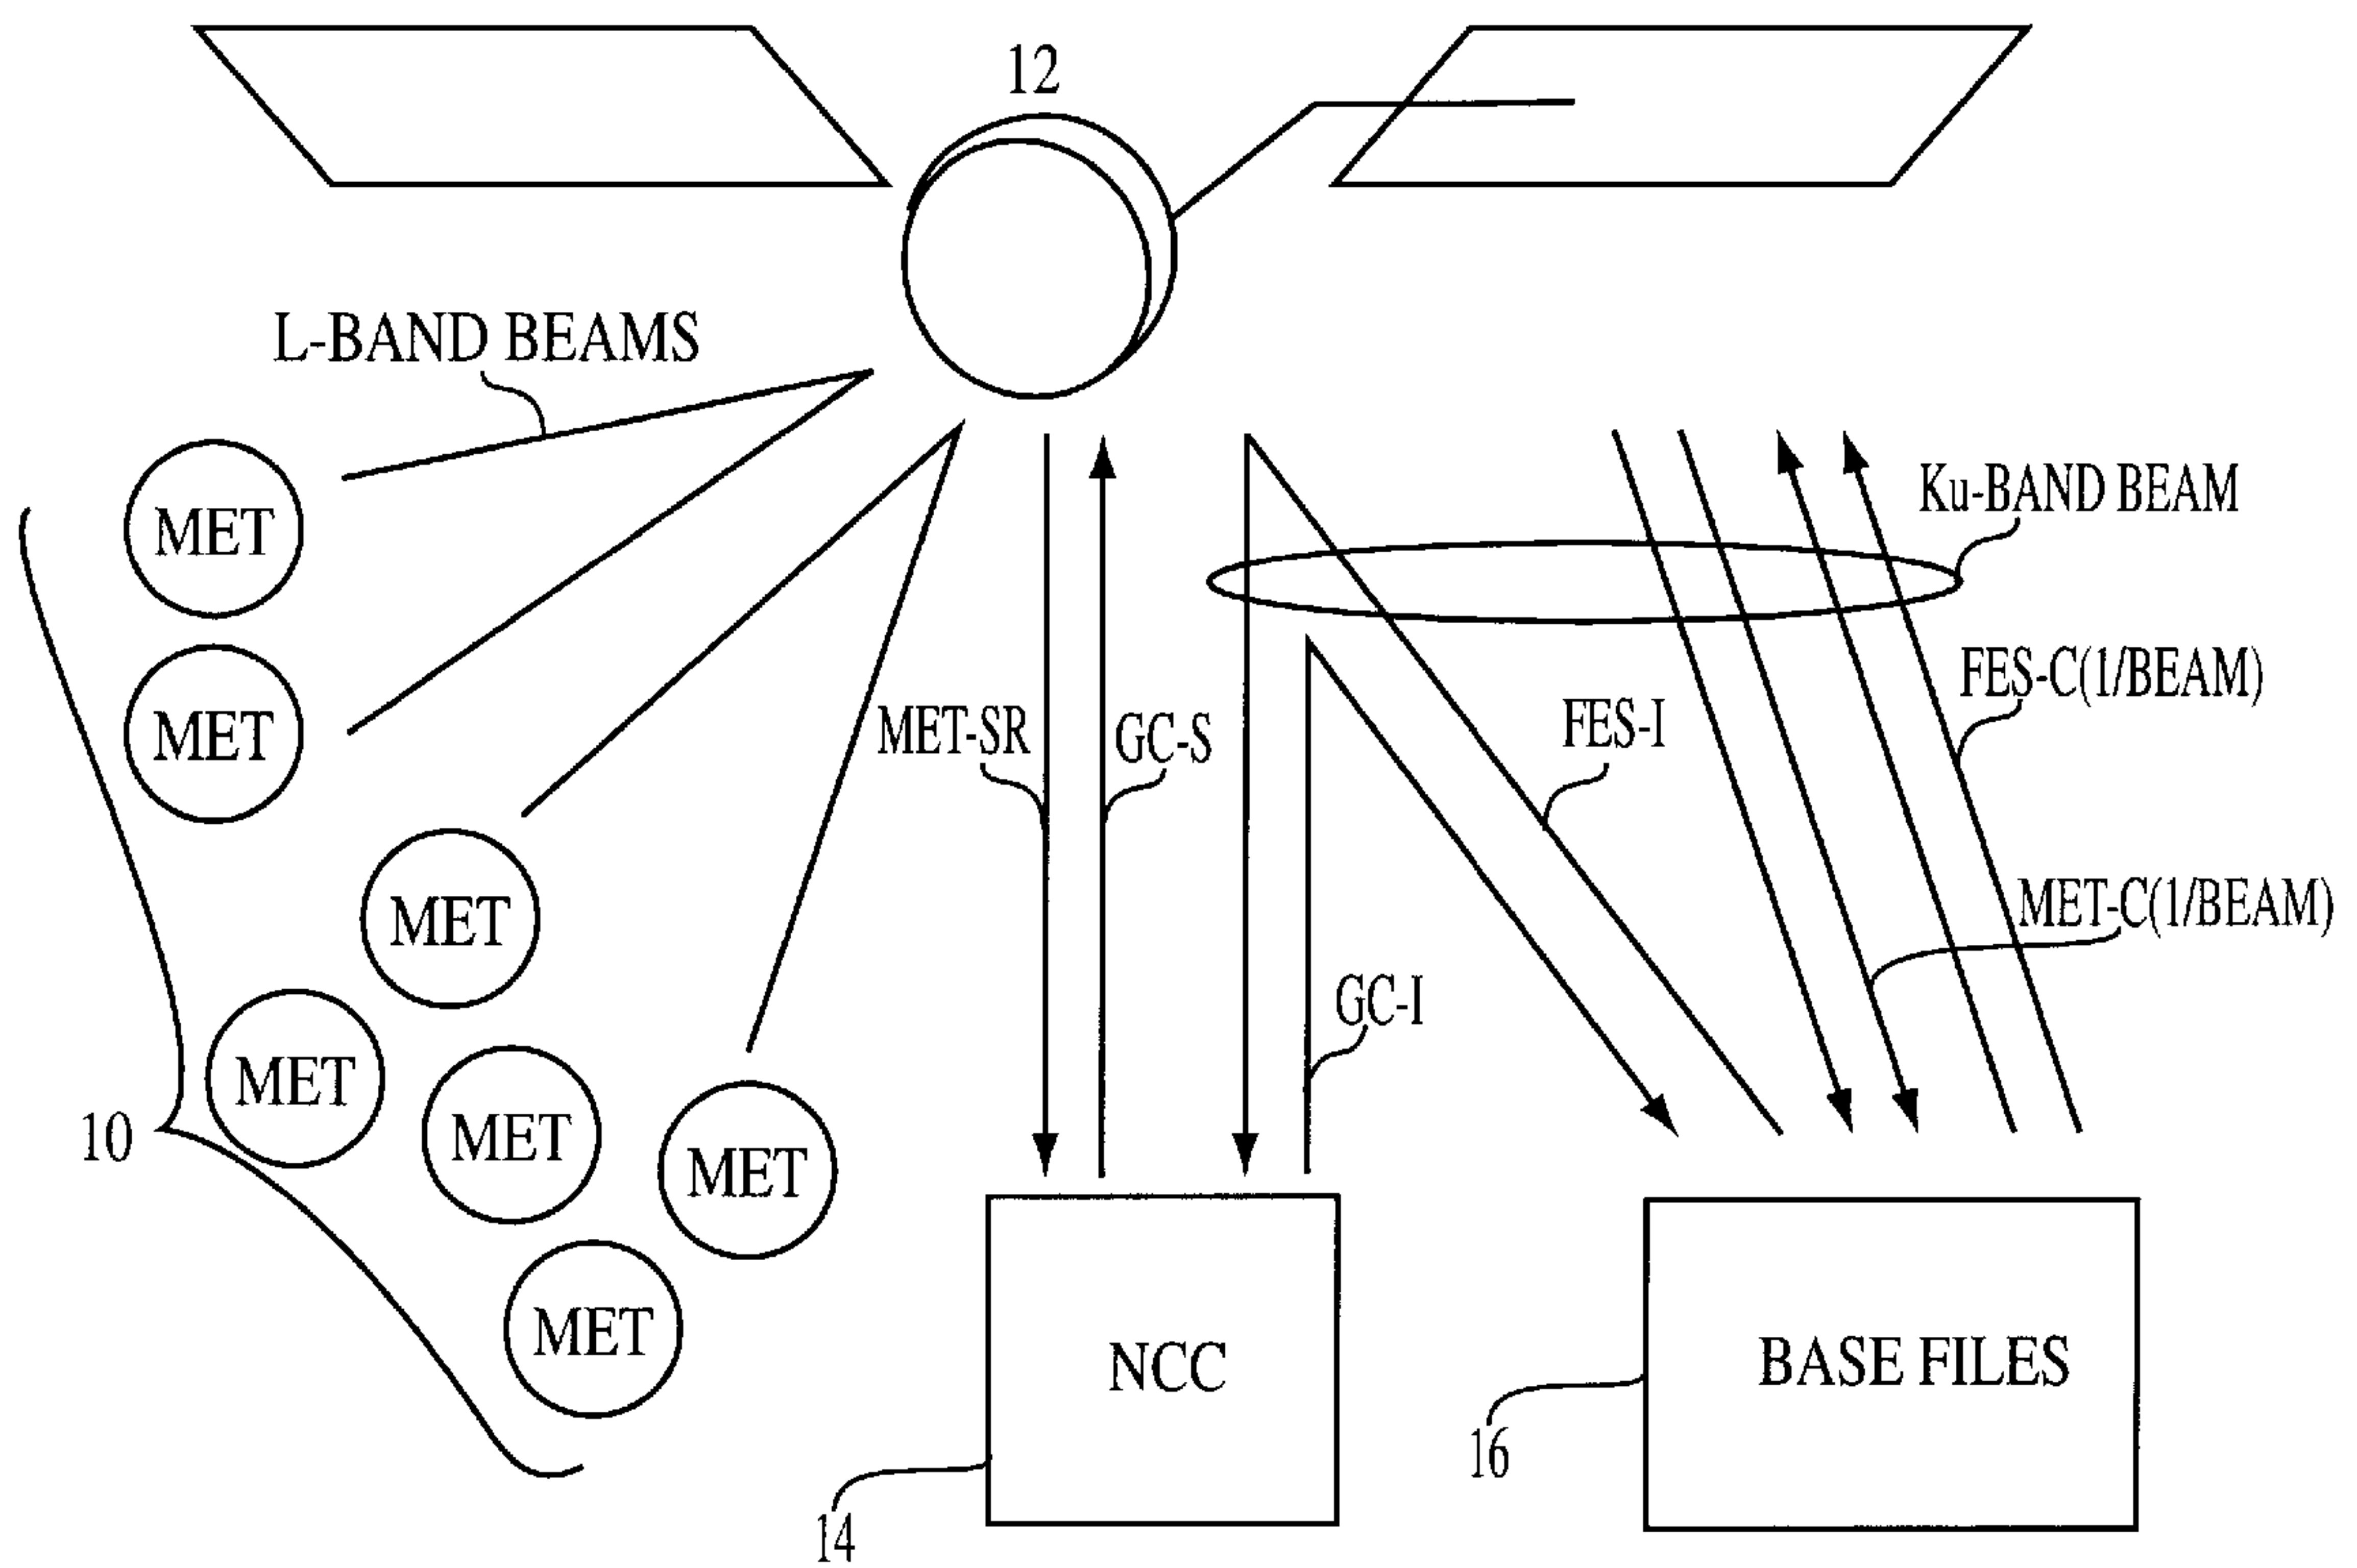 12
L-BAND BEAMS
Ku-BAND BEAM
MET
MET
MET-SR
GC-S
FES-I
FES-C(1/BEAM)
MET
MET-C(1/BEAM)
GC-I
MET
MET
MET
10
MET
NCC
BASE FILES
14
16